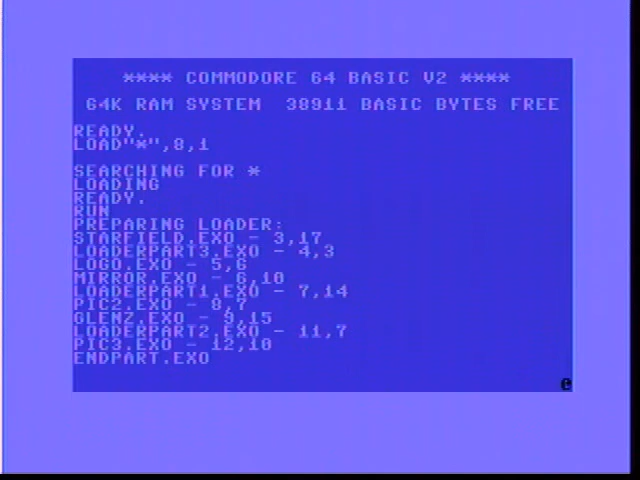 **** COMMODORE 64 BASIC V2 ****
64K RAM SYSTEM  38911 BASIC BYTES FREE
READY.
LOAD"*",8,1
SEARCHING FOR *
LOADING
READY.
RUN
PREPARING LOADER:
STARFIELD.EXO - 3,17
LOADERPART3.EXO - 4,3
LOGO.EXO - 5,6
MIRROR.EXO - 6,10
LOADERPART1.EXO - 7,14
PIC2.EXO - 8,7
GLENZ.EXO - 9,15
LOADERPART2.EXO - 11,7
PIC3.EXO - 12,10
ENDPART.EXO